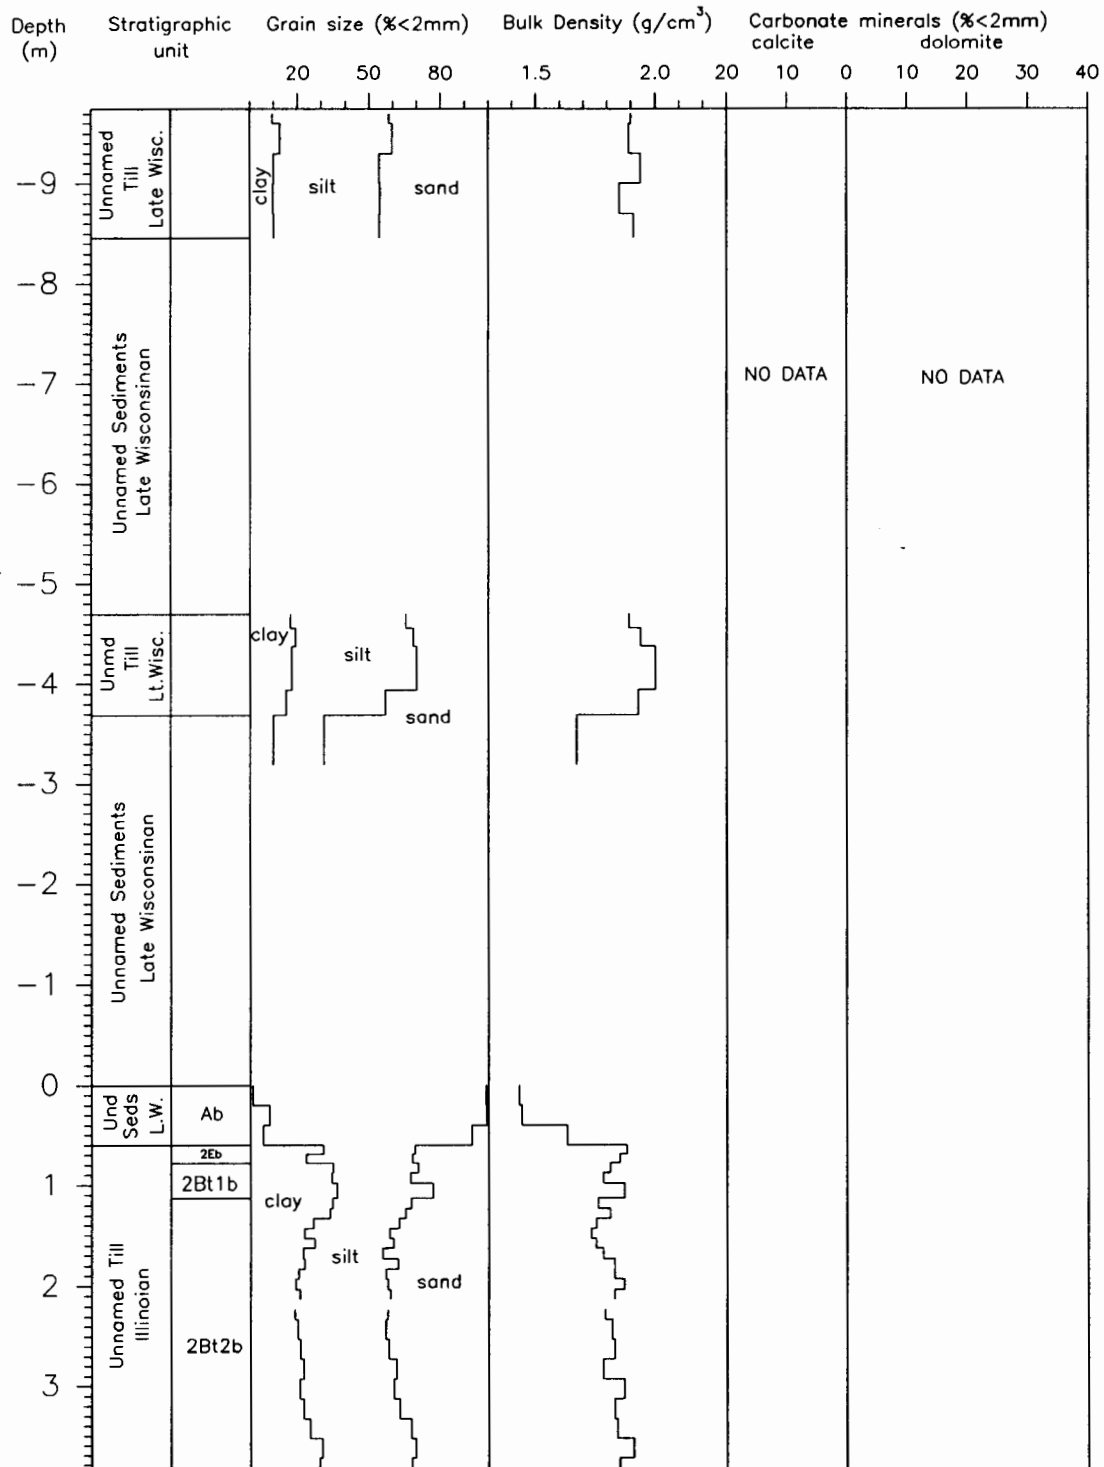 Depth
(m)
Stratigraphic
unit
Grain size (%<2mm)
Bulk Density (g/cm³)
Carbonate minerals (%<2mm)
calcite dolomite
20 50 80 1.5 2.0 20 10 0 10 20 30 40
-9
-8
-7
-6
-5
-4
-3
-2
-1
0
1
2
3
Unnamed
Till
Late Wisc.
clay silt sand
Unnamed Sediments
Late Wisconsinan
NO DATA NO DATA
Unmd
Till
Lt.Wisc.
clay silt sand
Unnamed Sediments
Late Wisconsinan
Und
Seds
L.W.
Ab
2Eb
2Bt1b
2Bt2b
Unnamed Till
Illinoian
clay
silt
sand